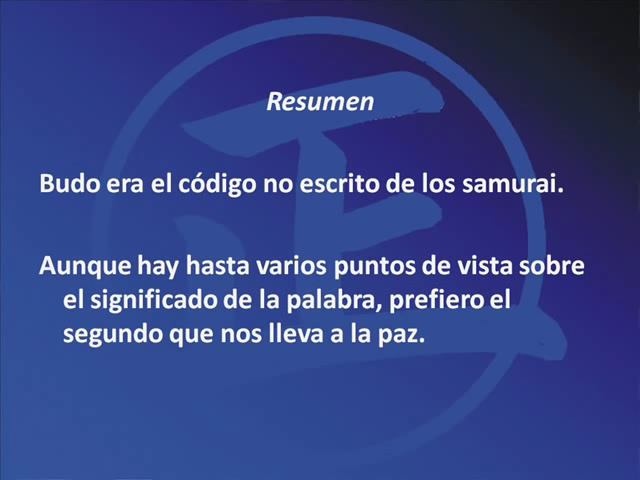 Resumen
Budo era el código no escrito de los samurai.
Aunque hay hasta varios puntos de vista sobre
el significado de la palabra, prefiero el
segundo que nos lleva a la paz.
正